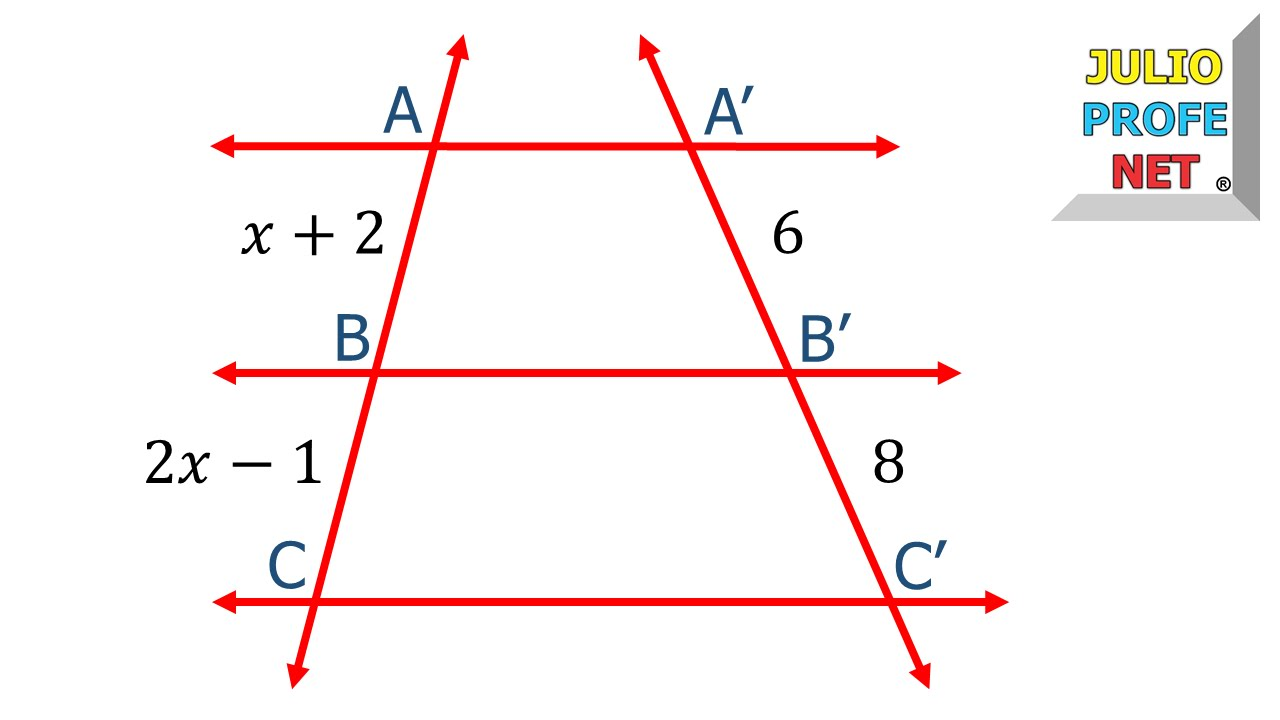 A
A′
x + 2
6
B
B′
2x − 1
8
C
C′
JULIO
PROFE
NET ®